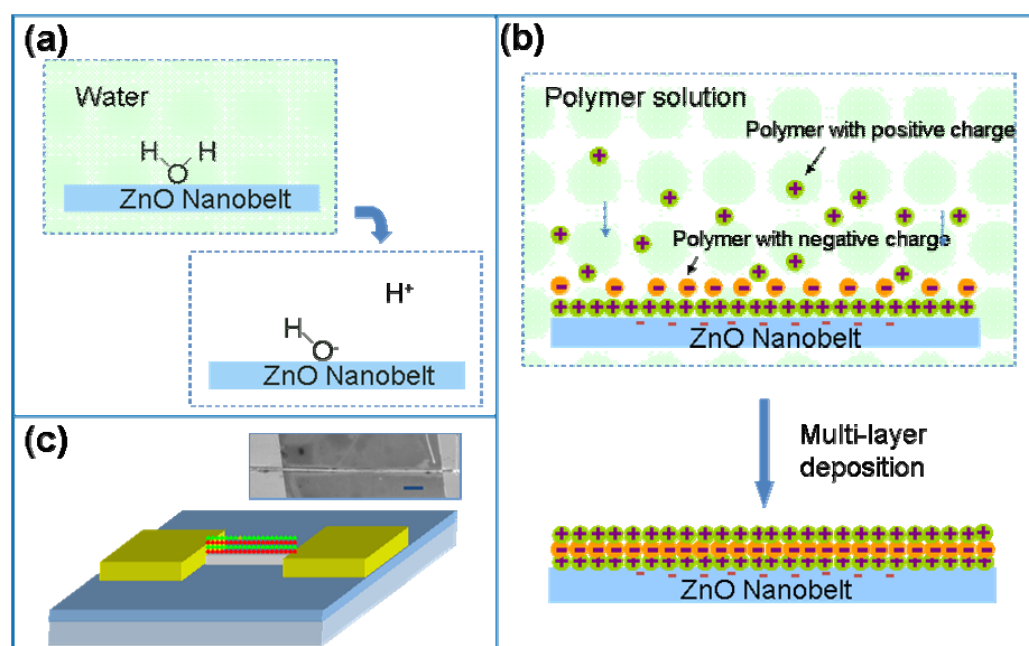 (a)
Water
H H
O
ZnO Nanobelt
H⁺
H
O⁻
ZnO Nanobelt
(b)
Polymer solution
Polymer with positive charge
Polymer with negative charge
ZnO Nanobelt
Multi-layer
deposition
ZnO Nanobelt
(c)